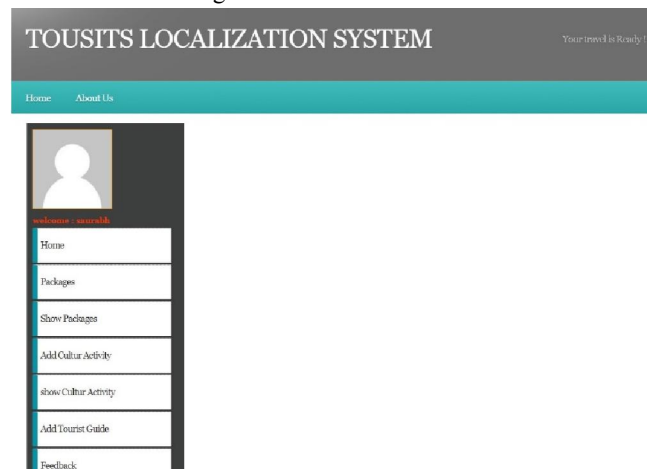 TOUSITS LOCALIZATION SYSTEM
Your travel is Ready !
Home About Us
welcome : saurabh
Home
Packages
Show Packages
Add Cultur Activity
show Cultur Activity
Add Tourist Guide
Feedback